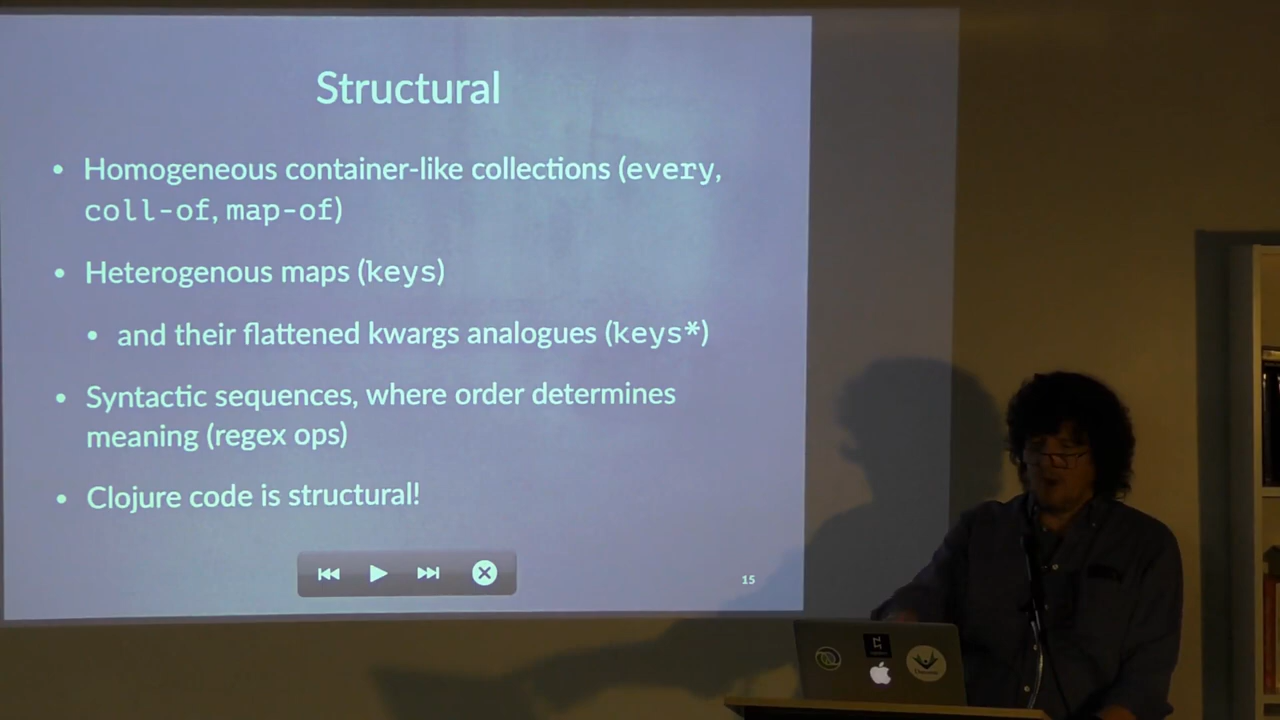 Structural
• Homogeneous container-like collections (every,
coll-of, map-of)
• Heterogenous maps (keys)
• and their flattened kwargs analogues (keys*)
• Syntactic sequences, where order determines
meaning (regex ops)
• Clojure code is structural!
15